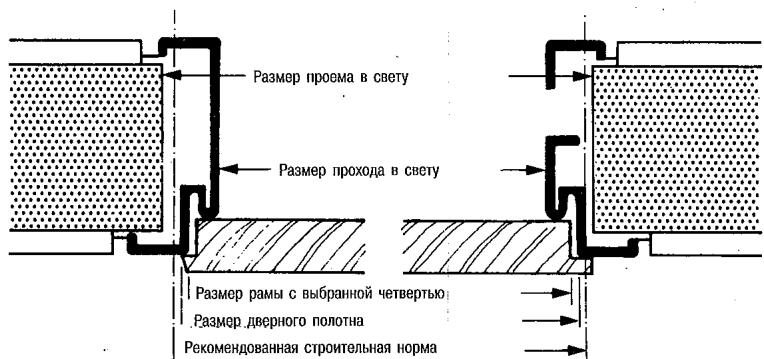 Размер проема в свету
Размер прохода в свету
Размер рамы с выбранной четвертью
Размер дверного полотна
Рекомендованная строительная норма